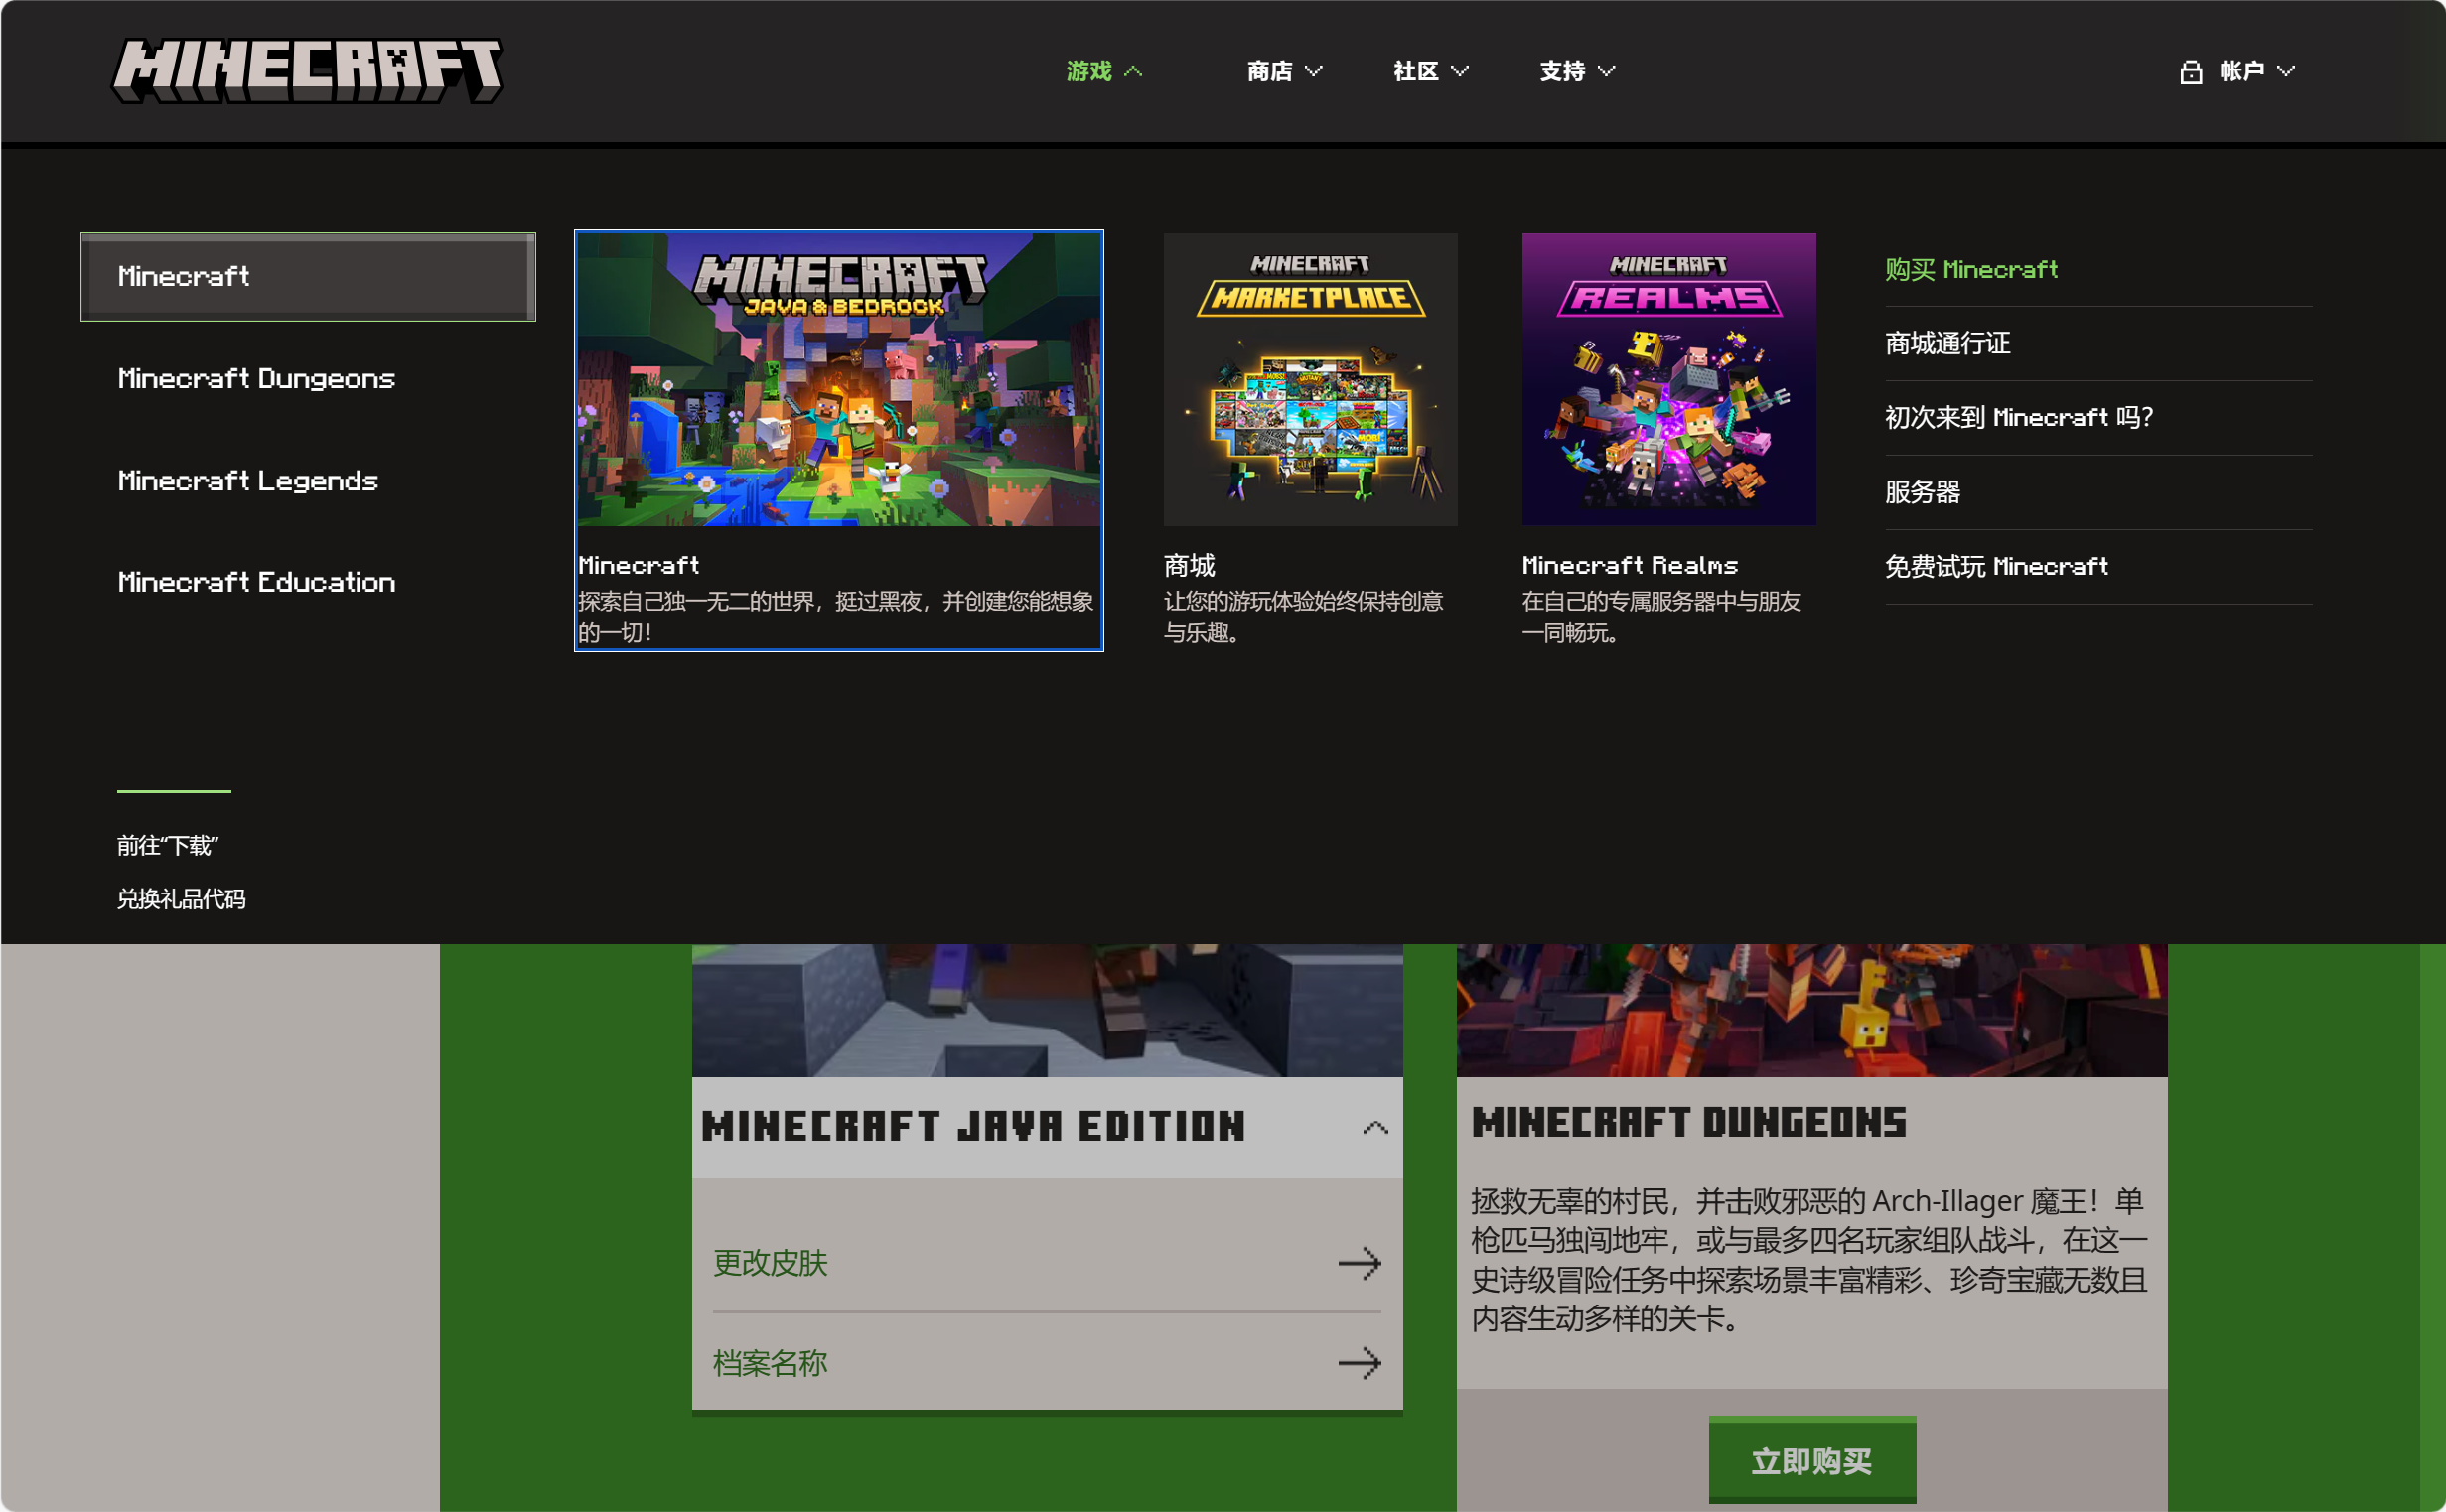 MINECRAFT
游戏
商店
社区
支持
帐户
Minecraft
Minecraft Dungeons
Minecraft Legends
Minecraft Education
MINECRAFT
JAVA & BEDROCK
Minecraft
探索自己独一无二的世界，挺过黑夜，并创建您能想象
的一切！
MINECRAFT
MARKETPLACE
商城
让您的游玩体验始终保持创意
与乐趣。
MINECRAFT
REALMS
Minecraft Realms
在自己的专属服务器中与朋友
一同畅玩。
购买 Minecraft
商城通行证
初次来到 Minecraft 吗？
服务器
免费试玩 Minecraft
前往“下载”
兑换礼品代码
MINECRAFT JAVA EDITION
更改皮肤
档案名称
MINECRAFT DUNGEONS
拯救无辜的村民，并击败邪恶的 Arch-Illager 魔王！单
枪匹马独闯地牢，或与最多四名玩家组队战斗，在这一
史诗级冒险任务中探索场景丰富精彩、珍奇宝藏无数且
内容生动多样的关卡。
立即购买